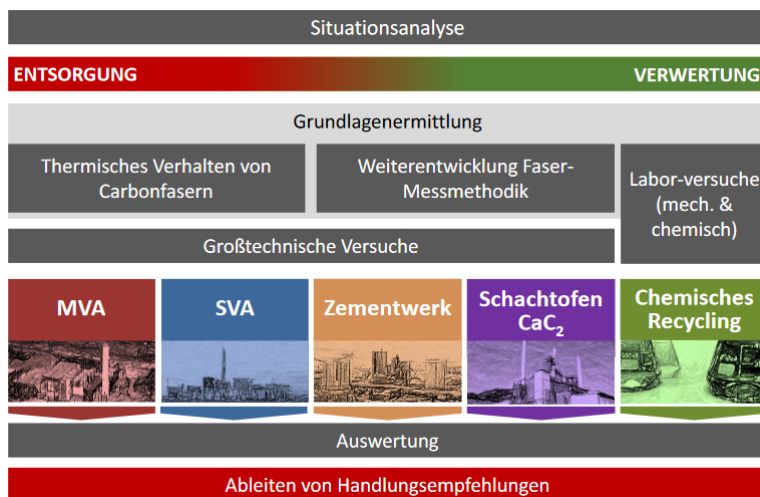 Situationsanalyse
ENTSORGUNG
VERWERTUNG
Grundlagenermittlung
Thermisches Verhalten von
Carbonfasern
Weiterentwicklung Faser-
Messmethodik
Labor-versuche
(mech. &
chemisch)
Großtechnische Versuche
MVA
SVA
Zementwerk
Schachtofen
CaC₂
Chemisches
Recycling
Auswertung
Ableiten von Handlungsempfehlungen